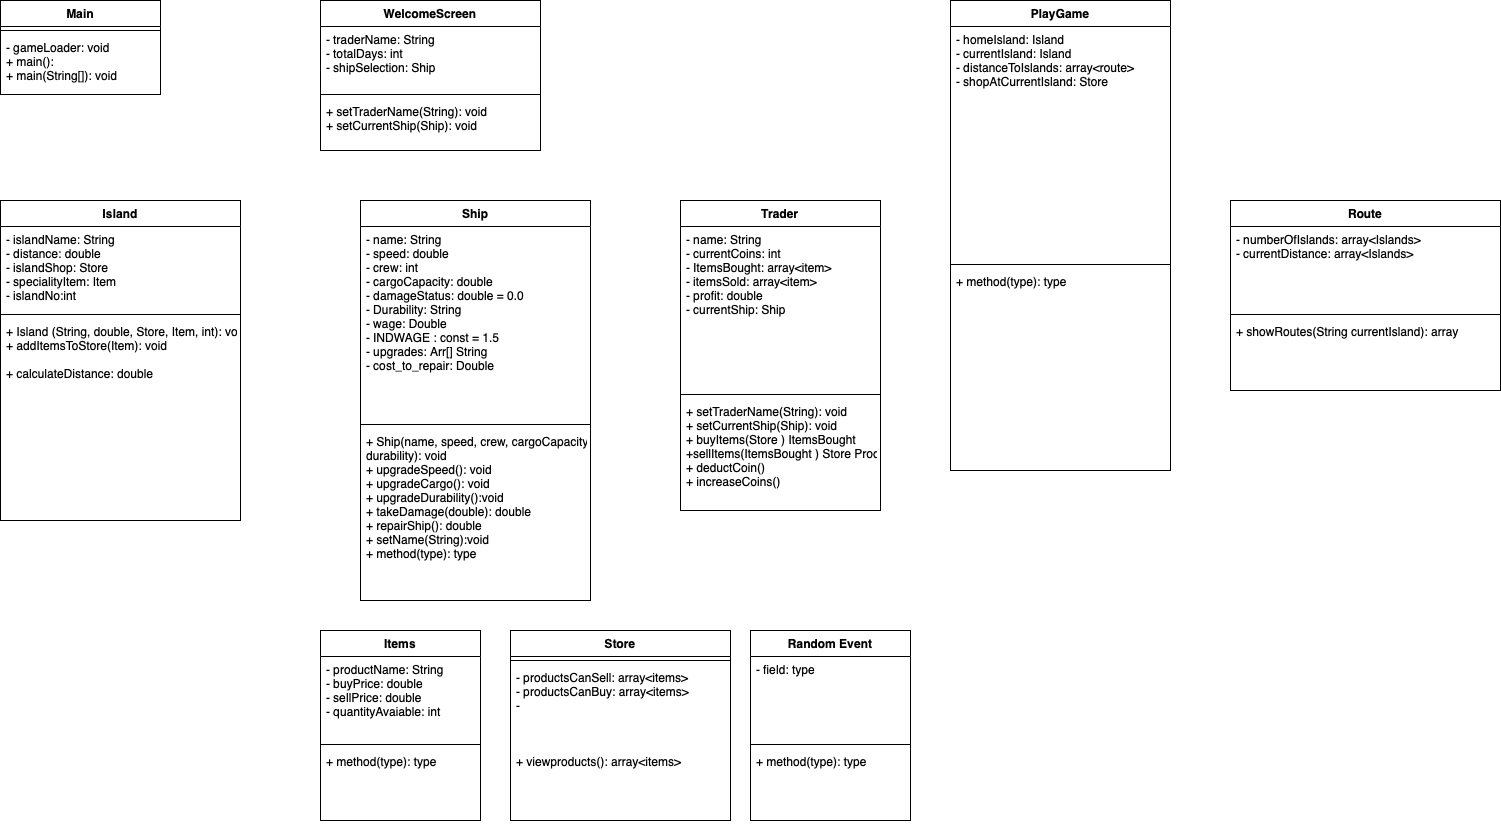 Main
- gameLoader: void
+ main():
+ main(String[]): void
WelcomeScreen
- traderName: String
- totalDays: int
- shipSelection: Ship
+ setTraderName(String): void
+ setCurrentShip(Ship): void
PlayGame
- homeIsland: Island
- currentIsland: Island
- distanceToIslands: array<route>
- shopAtCurrentIsland: Store
+ method(type): type
Island
- islandName: String
- distance: double
- islandShop: Store
- specialityItem: Item
- islandNo:int
+ Island (String, double, Store, Item, int): vo
+ addItemsToStore(Item): void
+ calculateDistance: double
Ship
- name: String
- speed: double
- crew: int
- cargoCapacity: double
- damageStatus: double = 0.0
- Durability: String
- wage: Double
- INDWAGE : const = 1.5
- upgrades: Arr[] String
- cost_to_repair: Double
+ Ship(name, speed, crew, cargoCapacity
durability): void
+ upgradeSpeed(): void
+ upgradeCargo(): void
+ upgradeDurability():void
+ takeDamage(double): double
+ repairShip(): double
+ setName(String):void
+ method(type): type
Trader
- name: String
- currentCoins: int
- ItemsBought: array<item>
- itemsSold: array<item>
- profit: double
- currentShip: Ship
+ setTraderName(String): void
+ setCurrentShip(Ship): void
+ buyItems(Store ) ItemsBought
+sellItems(ItemsBought ) Store Proc
+ deductCoin()
+ increaseCoins()
Route
- numberOfIslands: array<Islands>
- currentDistance: array<Islands>
+ showRoutes(String currentIsland): array
Items
- productName: String
- buyPrice: double
- sellPrice: double
- quantityAvaiable: int
+ method(type): type
Store
- productsCanSell: array<items>
- productsCanBuy: array<items>
-
+ viewproducts(): array<items>
Random Event
- field: type
+ method(type): type